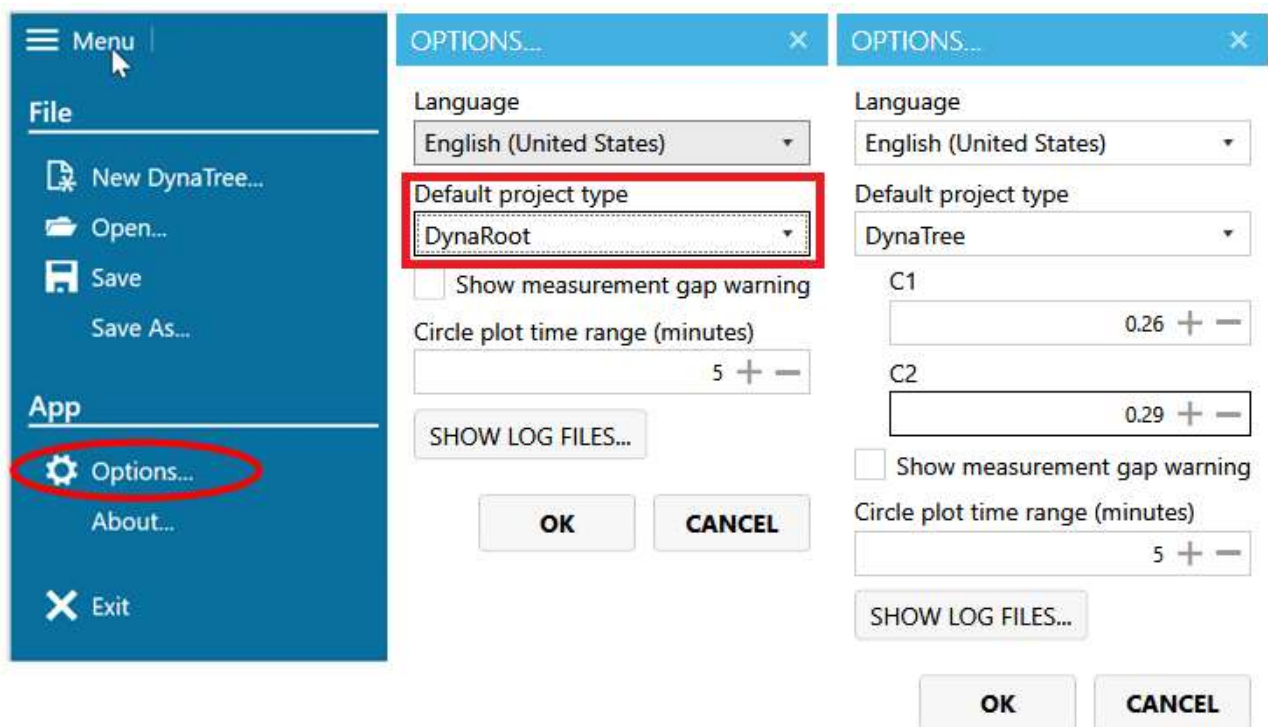 Menu
File
New DynaTree...
Open...
Save
Save As...
App
Options...
About...
Exit
OPTIONS...
Language
English (United States)
Default project type
DynaRoot
Show measurement gap warning
Circle plot time range (minutes)
5
SHOW LOG FILES...
OK CANCEL
OPTIONS...
Language
English (United States)
Default project type
DynaTree
C1
0.26
C2
0.29
Show measurement gap warning
Circle plot time range (minutes)
5
SHOW LOG FILES...
OK CANCEL